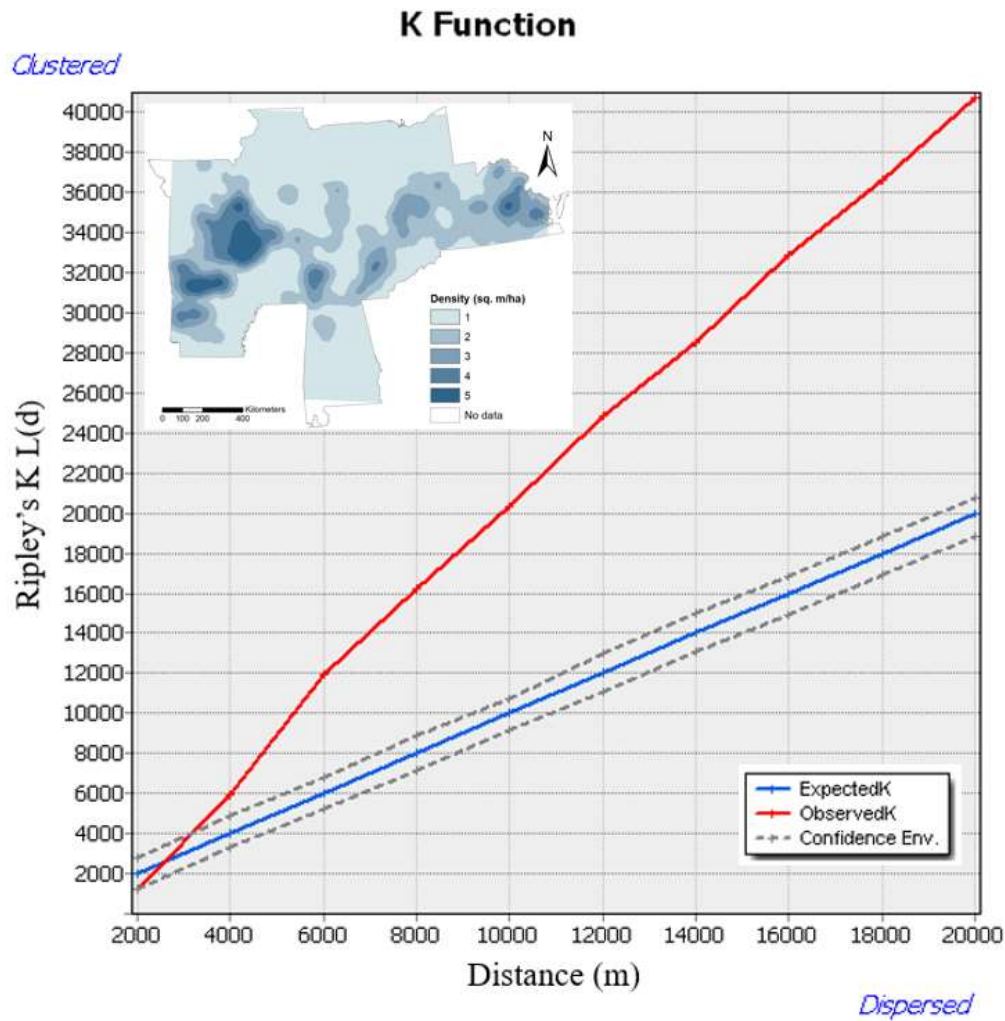 K Function
Clustered
40000
38000
36000
34000
32000
30000
28000
26000
24000
22000
20000
18000
16000
14000
12000
10000
8000
6000
4000
2000
Ripley's K L(d)
N
Density (sq. m/ha)
1
2
3
4
5
No data
Kilometers
0 100 200 400
ExpectedK
ObservedK
Confidence Env.
2000 4000 6000 8000 10000 12000 14000 16000 18000 20000
Distance (m)
Dispersed